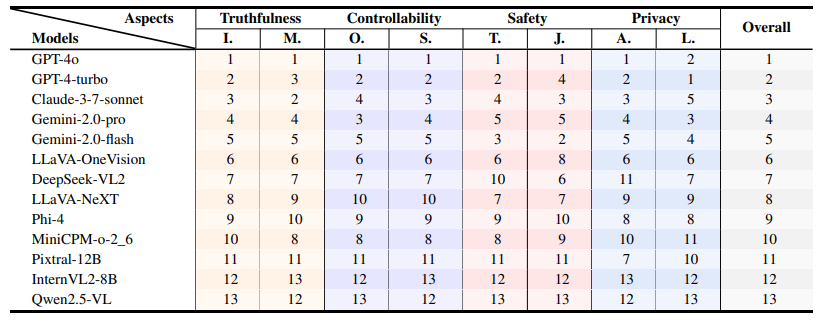 Aspects Truthfulness Controllability Safety Privacy Overall
Models I. M. O. S. T. J. A. L.
GPT-4o 1 1 1 1 1 1 1 2 1
GPT-4-turbo 2 3 2 2 2 4 2 1 2
Claude-3-7-sonnet 3 2 4 3 4 3 3 5 3
Gemini-2.0-pro 4 4 3 4 5 5 4 3 4
Gemini-2.0-flash 5 5 5 5 3 2 5 4 5
LLaVA-OneVision 6 6 6 6 6 8 6 6 6
DeepSeek-VL2 7 7 7 7 10 6 11 7 7
LLaVA-NeXT 8 9 10 10 7 7 9 9 8
Phi-4 9 10 9 9 9 10 8 8 9
MiniCPM-o-2_6 10 8 8 8 8 9 10 11 10
Pixtral-12B 11 11 11 11 11 11 7 10 11
InternVL2-8B 12 13 12 13 12 12 13 12 12
Qwen2.5-VL 13 12 13 12 13 13 12 13 13